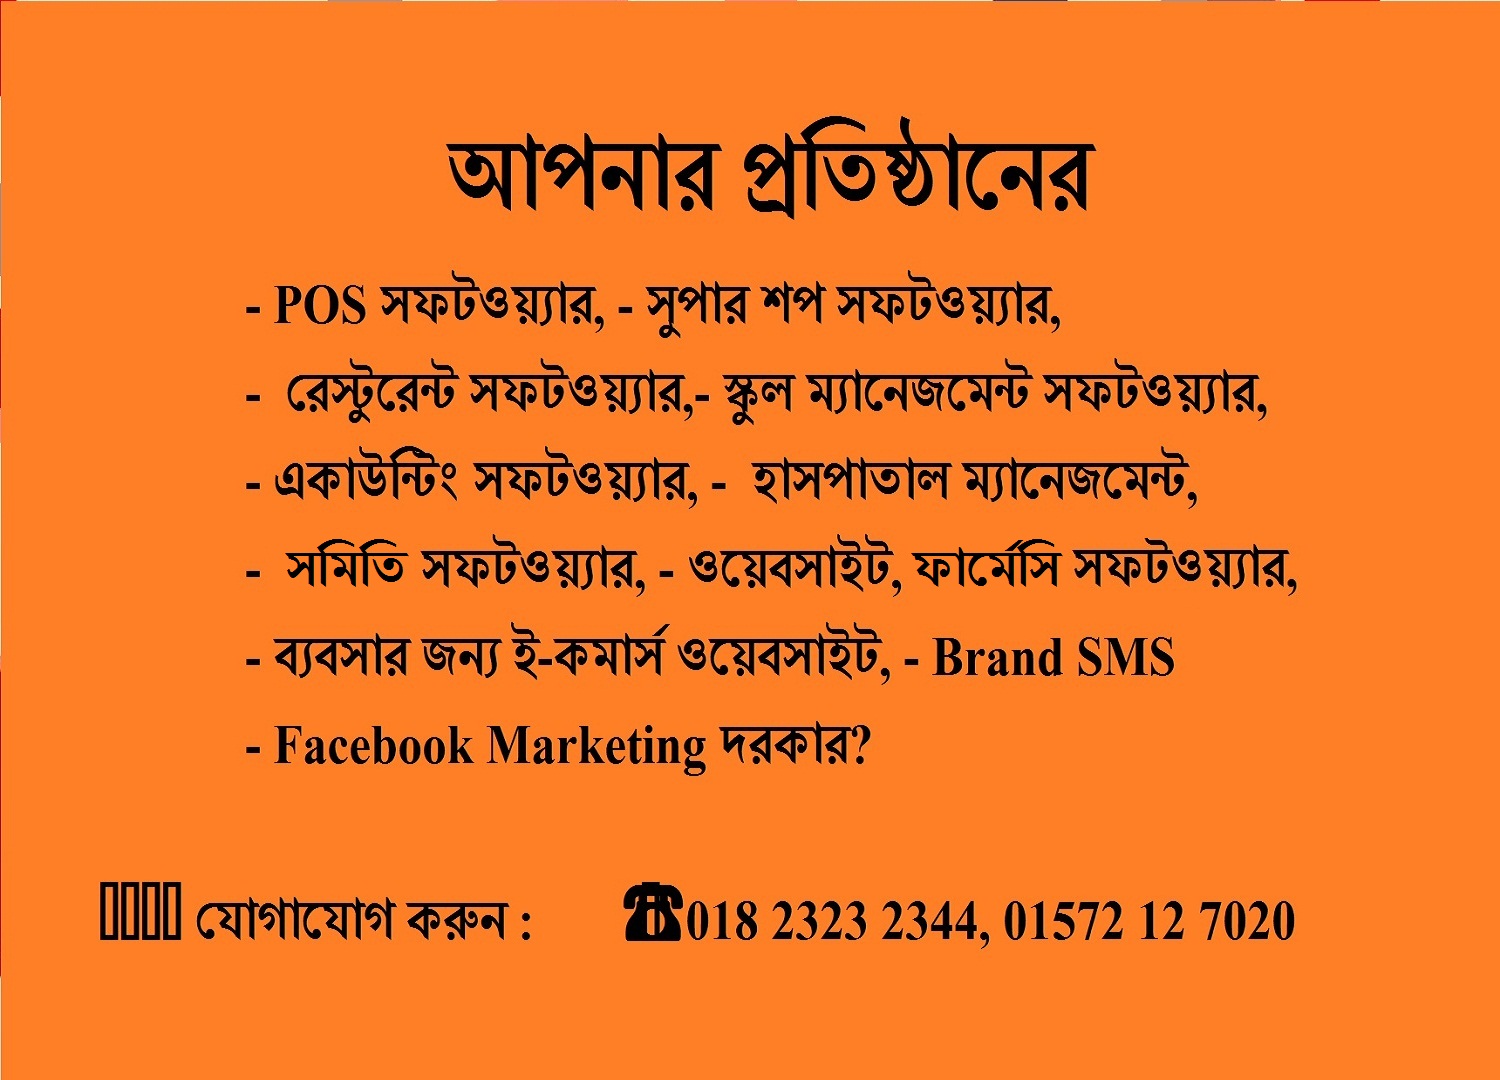 আপনার প্রতিষ্ঠানের
- POS সফটওয়্যার, - সুপার শপ সফটওয়্যার,
- রেস্টুরেন্ট সফটওয়্যার,- স্কুল ম্যানেজমেন্ট সফটওয়্যার,
- একাউন্টিং সফটওয়্যার, - হাসপাতাল ম্যানেজমেন্ট,
- সমিতি সফটওয়্যার, - ওয়েবসাইট, ফার্মেসি সফটওয়্যার,
- ব্যবসার জন্য ই-কমার্স ওয়েবসাইট, - Brand SMS
- Facebook Marketing দরকার?
যোগাযোগ করুন : ☎018 2323 2344, 01572 12 7020